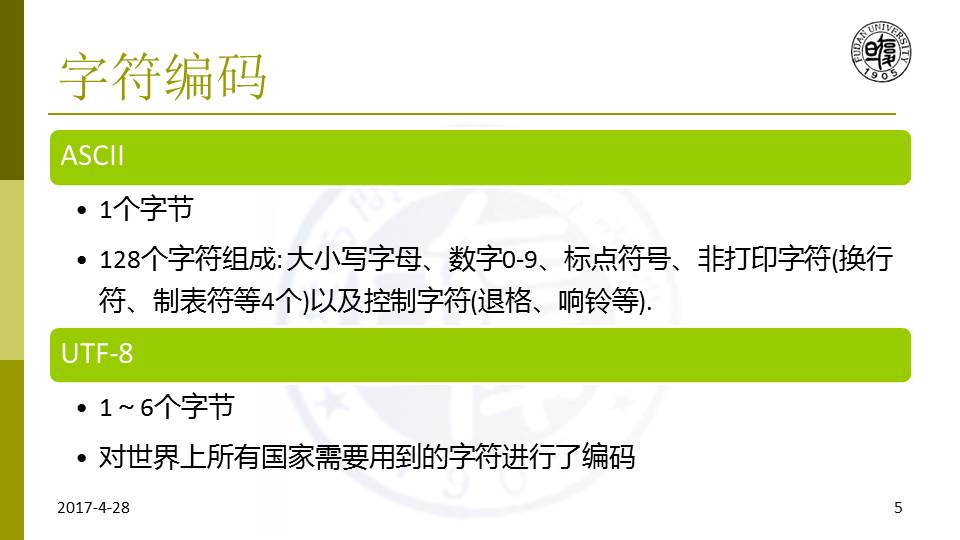 字符编码
FUDAN UNIVERSITY
1905
ASCII
• 1个字节
• 128个字符组成: 大小写字母、数字0-9、标点符号、非打印字符(换行
符、制表符等4个)以及控制字符(退格、响铃等).
UTF-8
• 1~6个字节
• 对世界上所有国家需要用到的字符进行了编码
2017-4-28
5